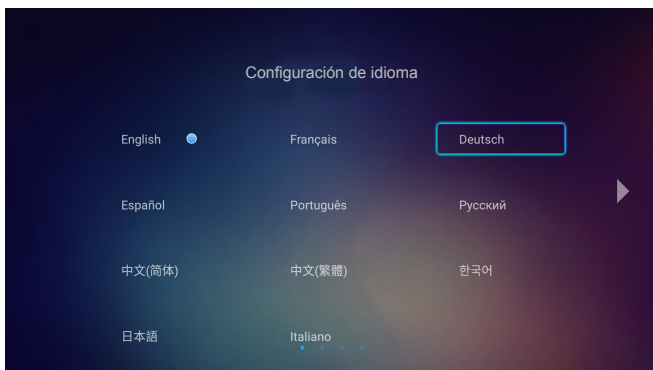 Configuración de idioma
English Français Deutsch
Español Português Русский
中文(简体) 中文(繁體) 한국어
日本語 Italiano